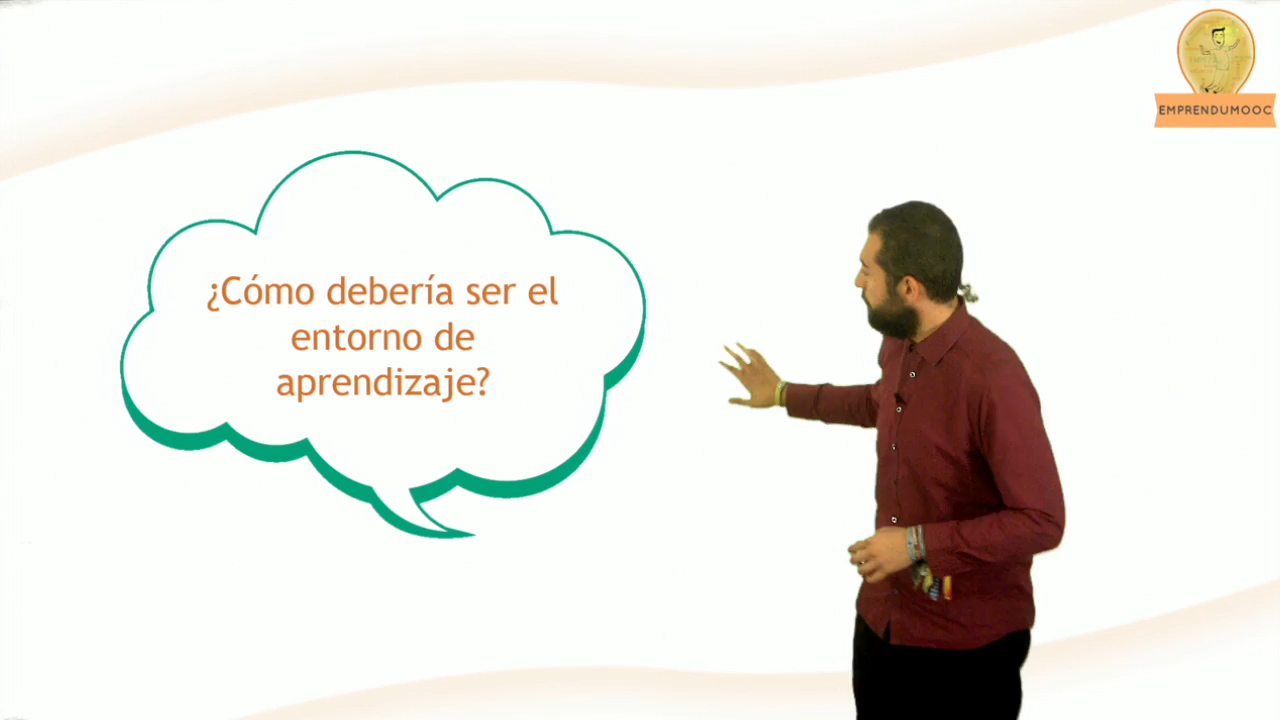 EMPRENDUMOOC
¿Cómo debería ser el
entorno de
aprendizaje?